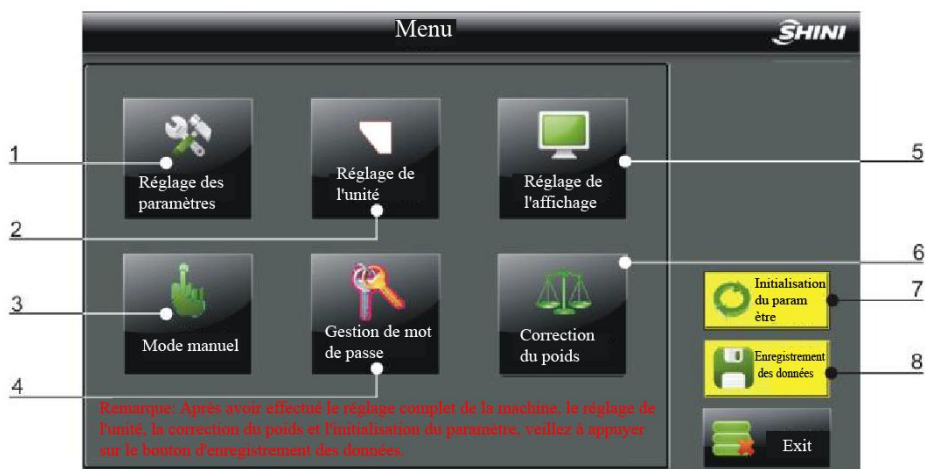 Menu
SHINI
1
Réglage des
paramètres
Réglage de
l'unité
Réglage de
l'affichage
5
2
6
3
Mode manuel
Gestion de mot
de passe
Correction
du poids
Initialisation
du param
ètre
7
Enregistrement
des données
8
4
Remarque: Après avoir effectué le réglage complet de la machine, le réglage de
l'unité, la correction du poids et l'initialisation du paramètre, veillez à appuyer
sur le bouton d'enregistrement des données.
Exit